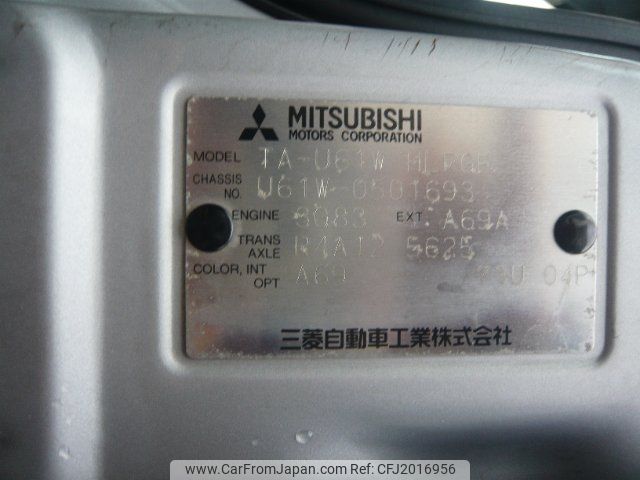 MITSUBISHI
MOTORS CORPORATION
MODEL TA-U61W
CHASSIS NO. U61W-0501693
ENGINE 3G83 EXT A69A
TRANS AXLE R4A12 5625
COLOR, INT OPT A69 04P
三菱自動車工業株式会社
www.CarFromJapan.com | CFJ2016956